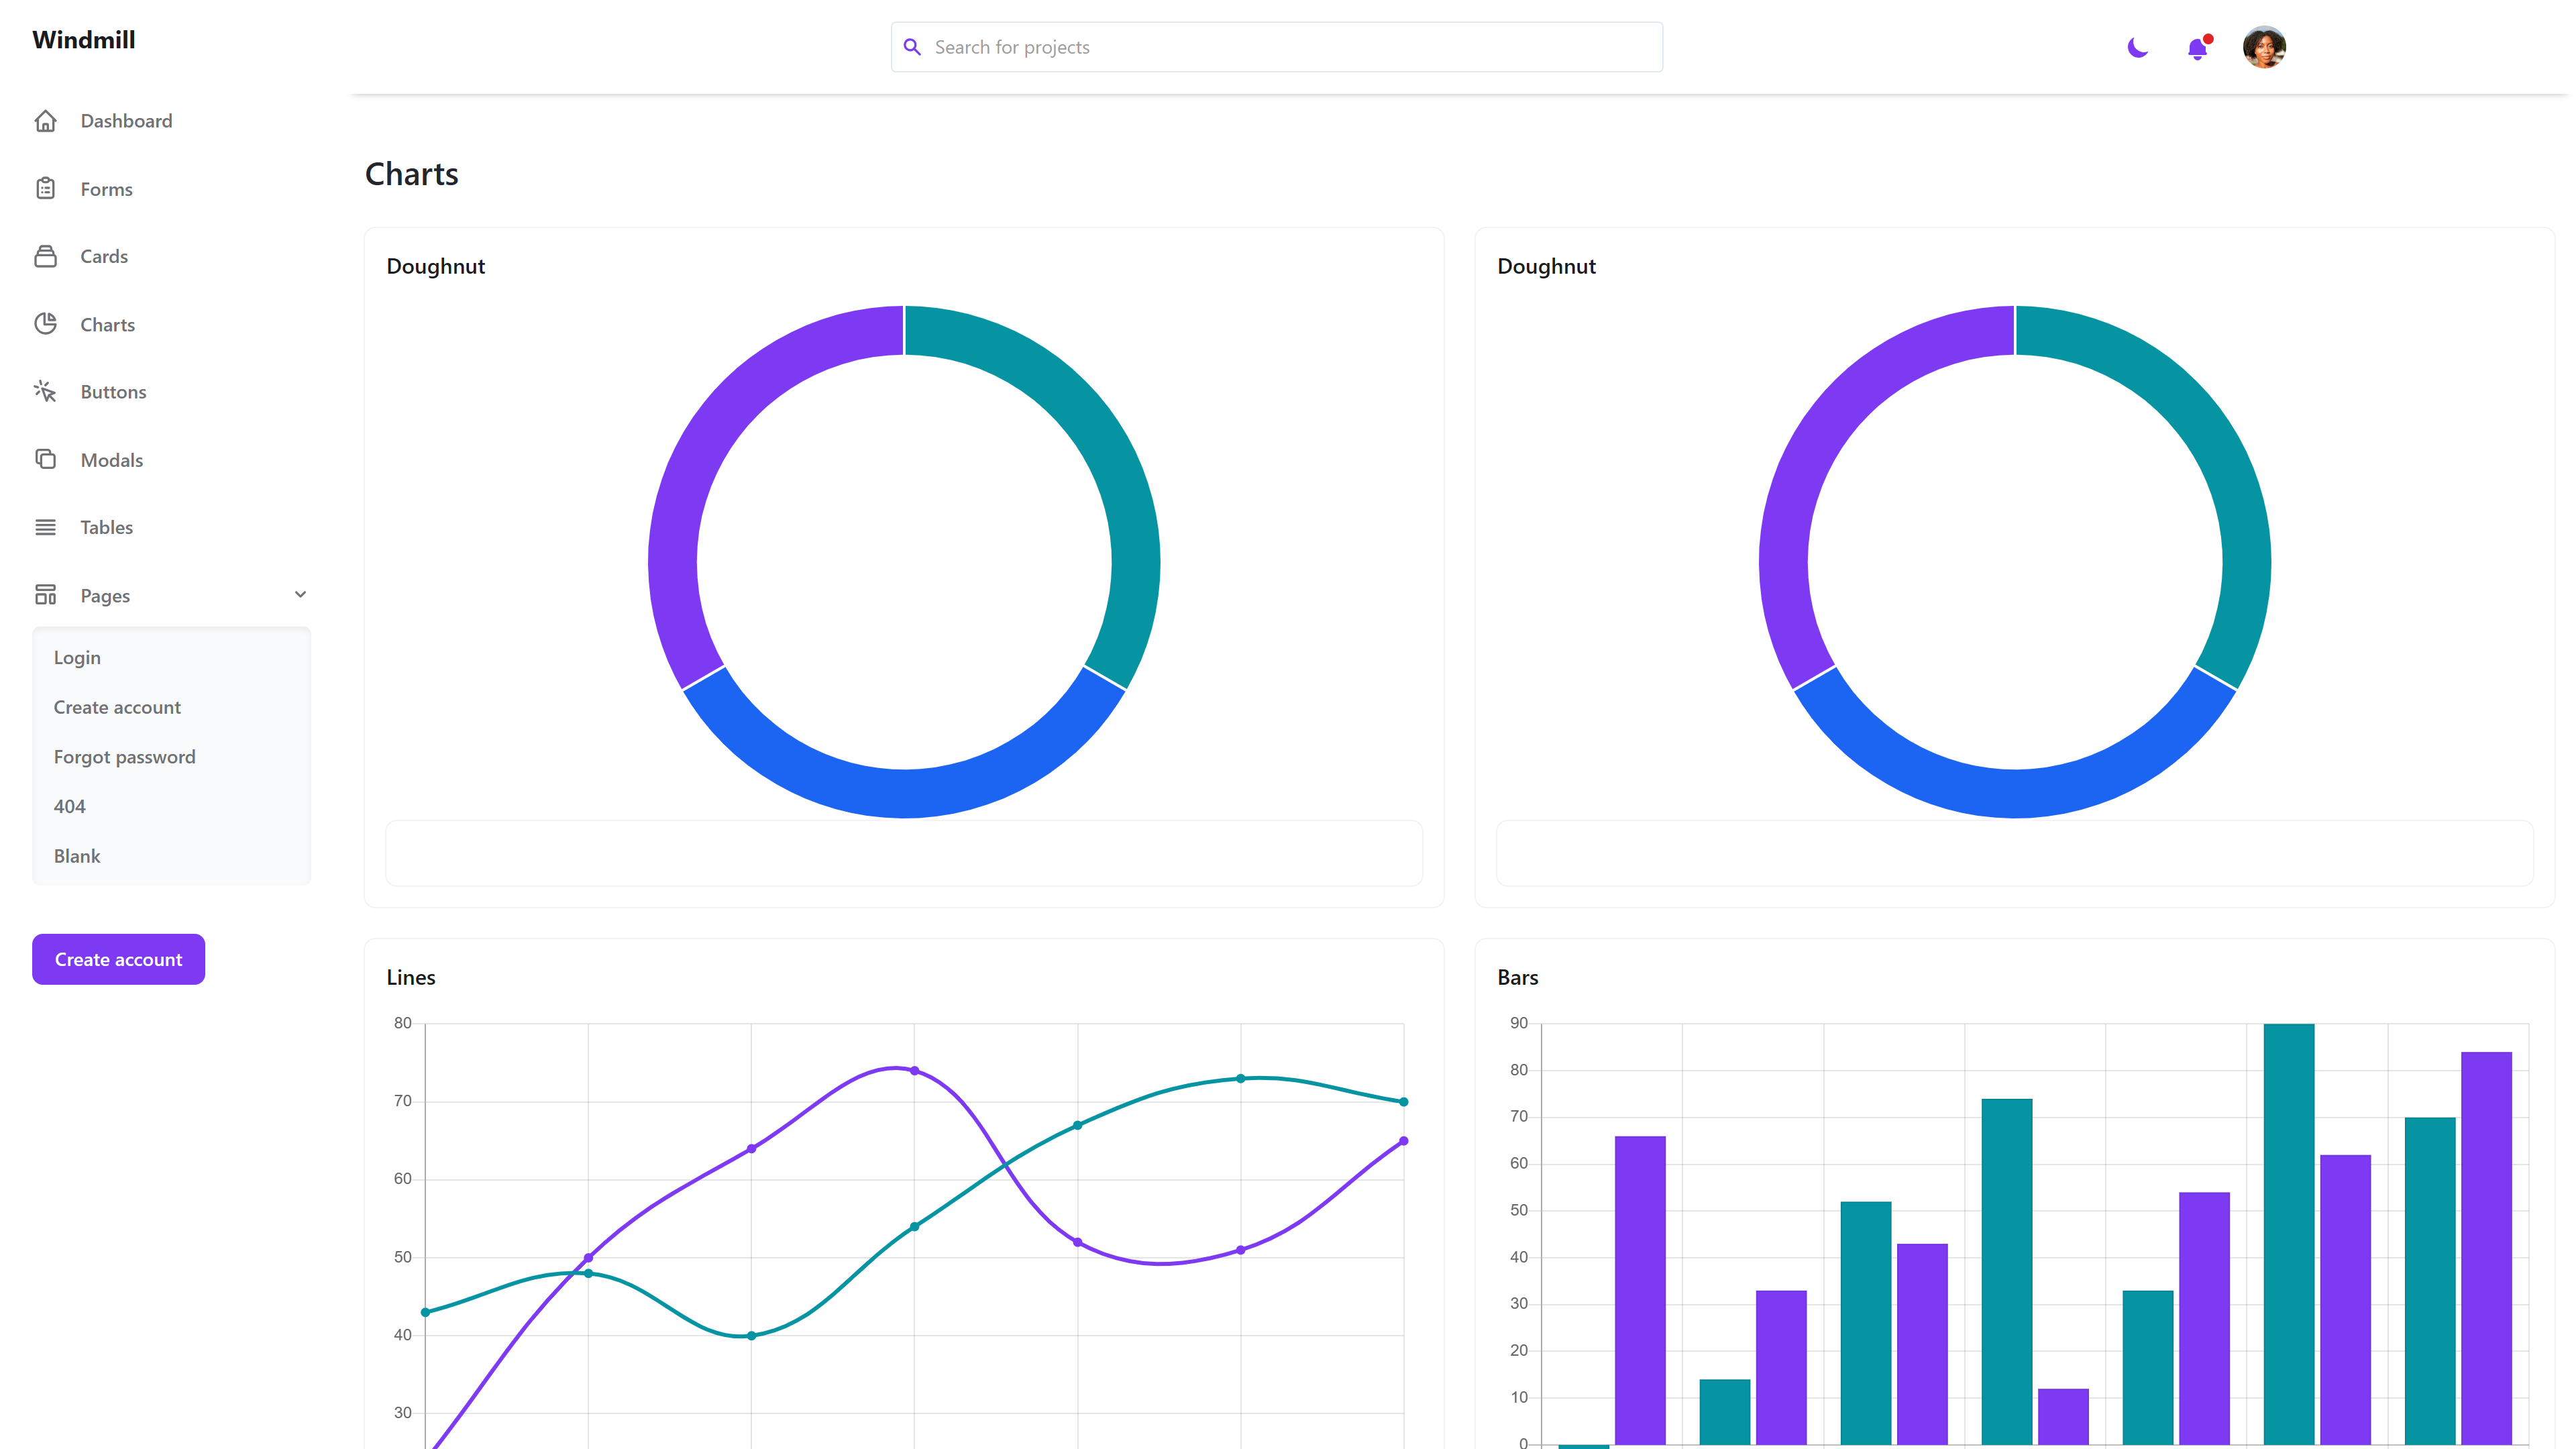 Windmill
Search for projects
Dashboard
Forms
Cards
Charts
Buttons
Modals
Tables
Pages
Login
Create account
Forgot password
404
Blank
Create account
Charts
Doughnut
Doughnut
Lines
80
70
60
50
40
30
Bars
90
80
70
60
50
40
30
20
10
0